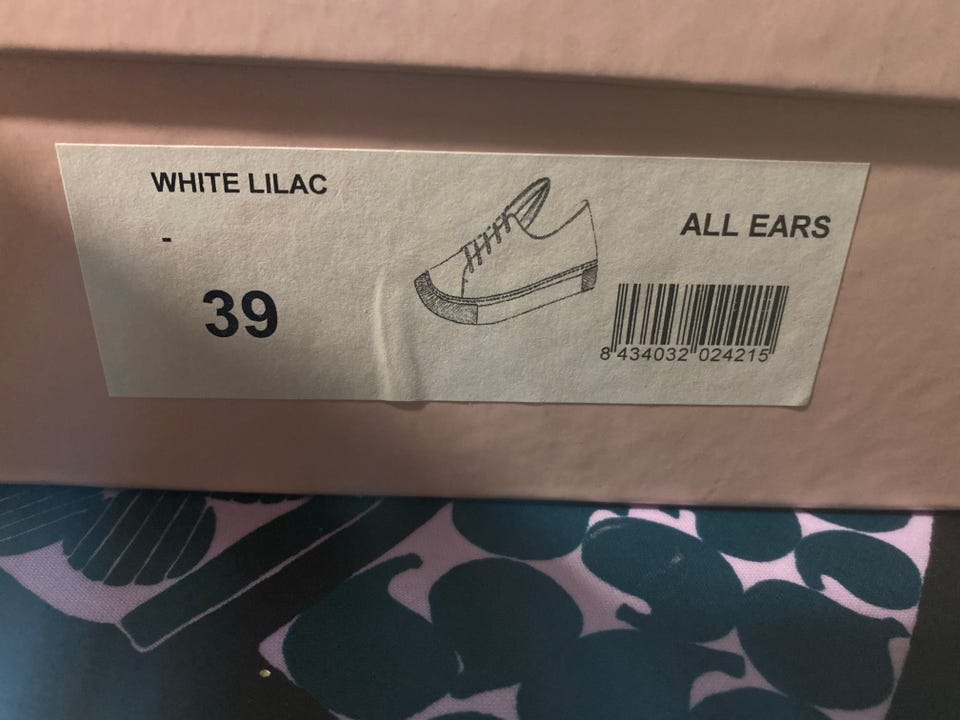 WHITE LILAC
-
39
ALL EARS
8 434032 024215